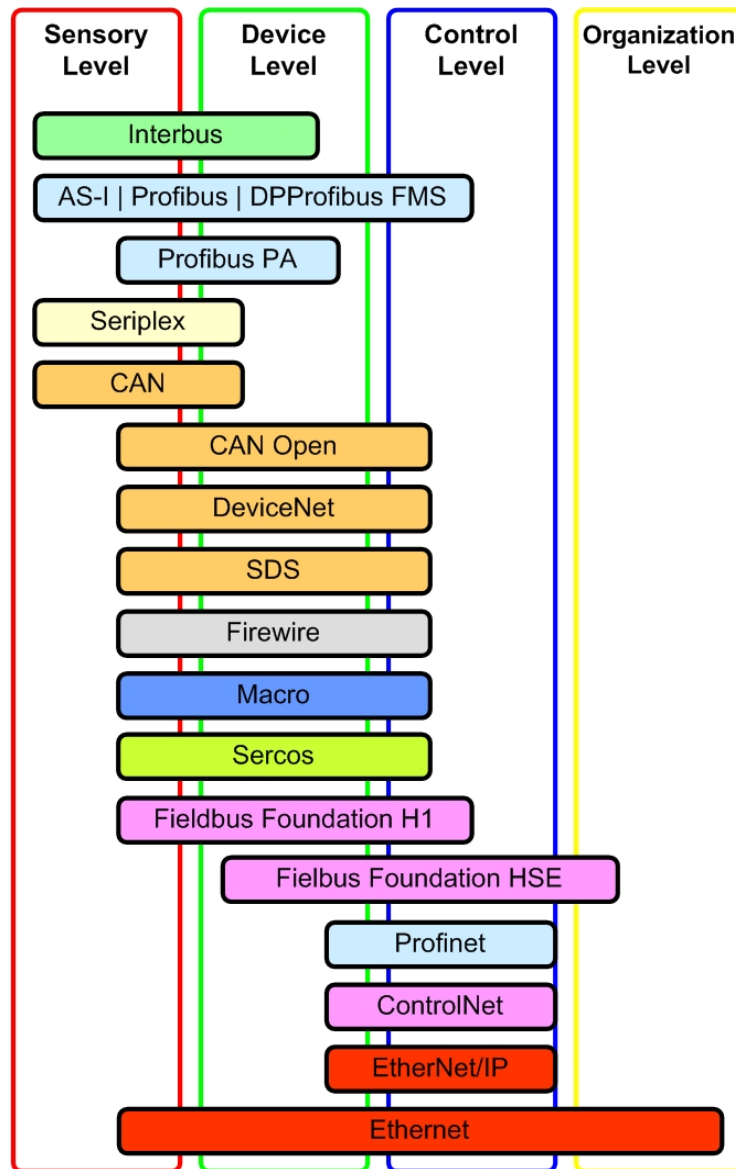 Sensory
Level
Device
Level
Control
Level
Organization
Level
Interbus
AS-I | Profibus | DPProfibus FMS
Profibus PA
Seriplex
CAN
CAN Open
DeviceNet
SDS
Firewire
Macro
Sercos
Fieldbus Foundation H1
Fielbus Foundation HSE
Profinet
ControlNet
EtherNet/IP
Ethernet